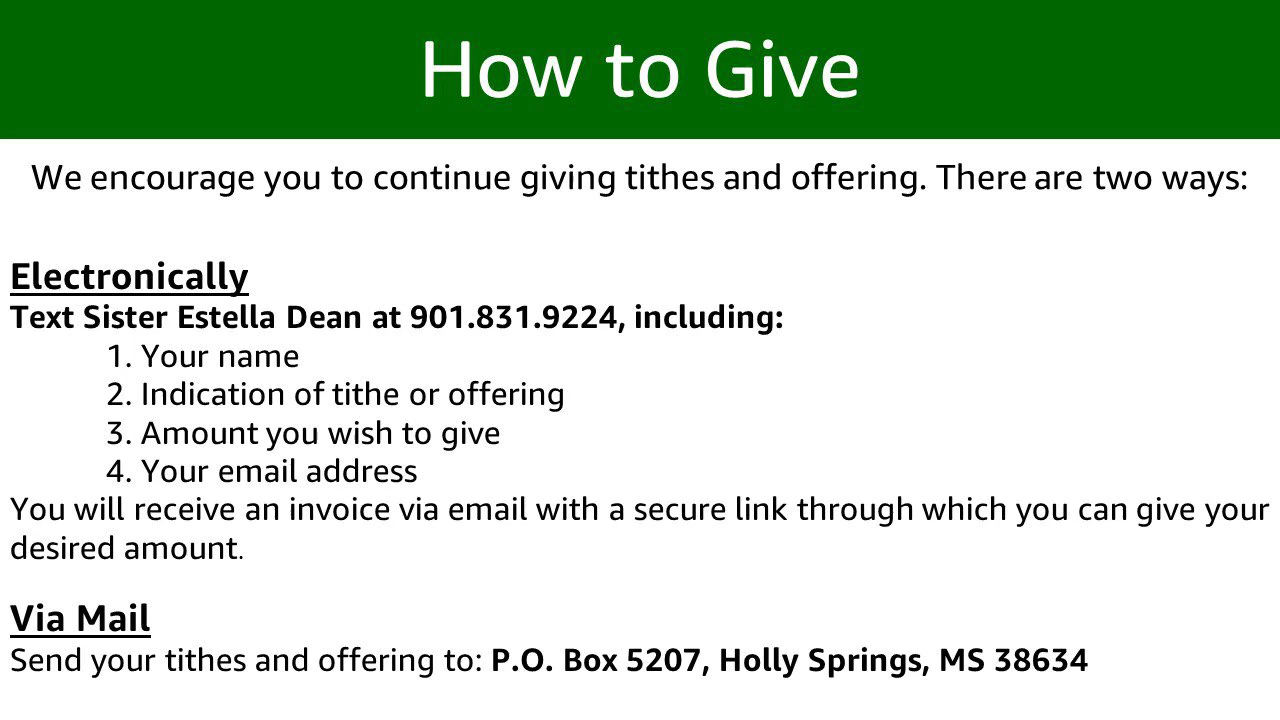 How to Give
We encourage you to continue giving tithes and offering. There are two ways:
Electronically
Text Sister Estella Dean at 901.831.9224, including:
1. Your name
2. Indication of tithe or offering
3. Amount you wish to give
4. Your email address
You will receive an invoice via email with a secure link through which you can give your
desired amount.
Via Mail
Send your tithes and offering to: P.O. Box 5207, Holly Springs, MS 38634